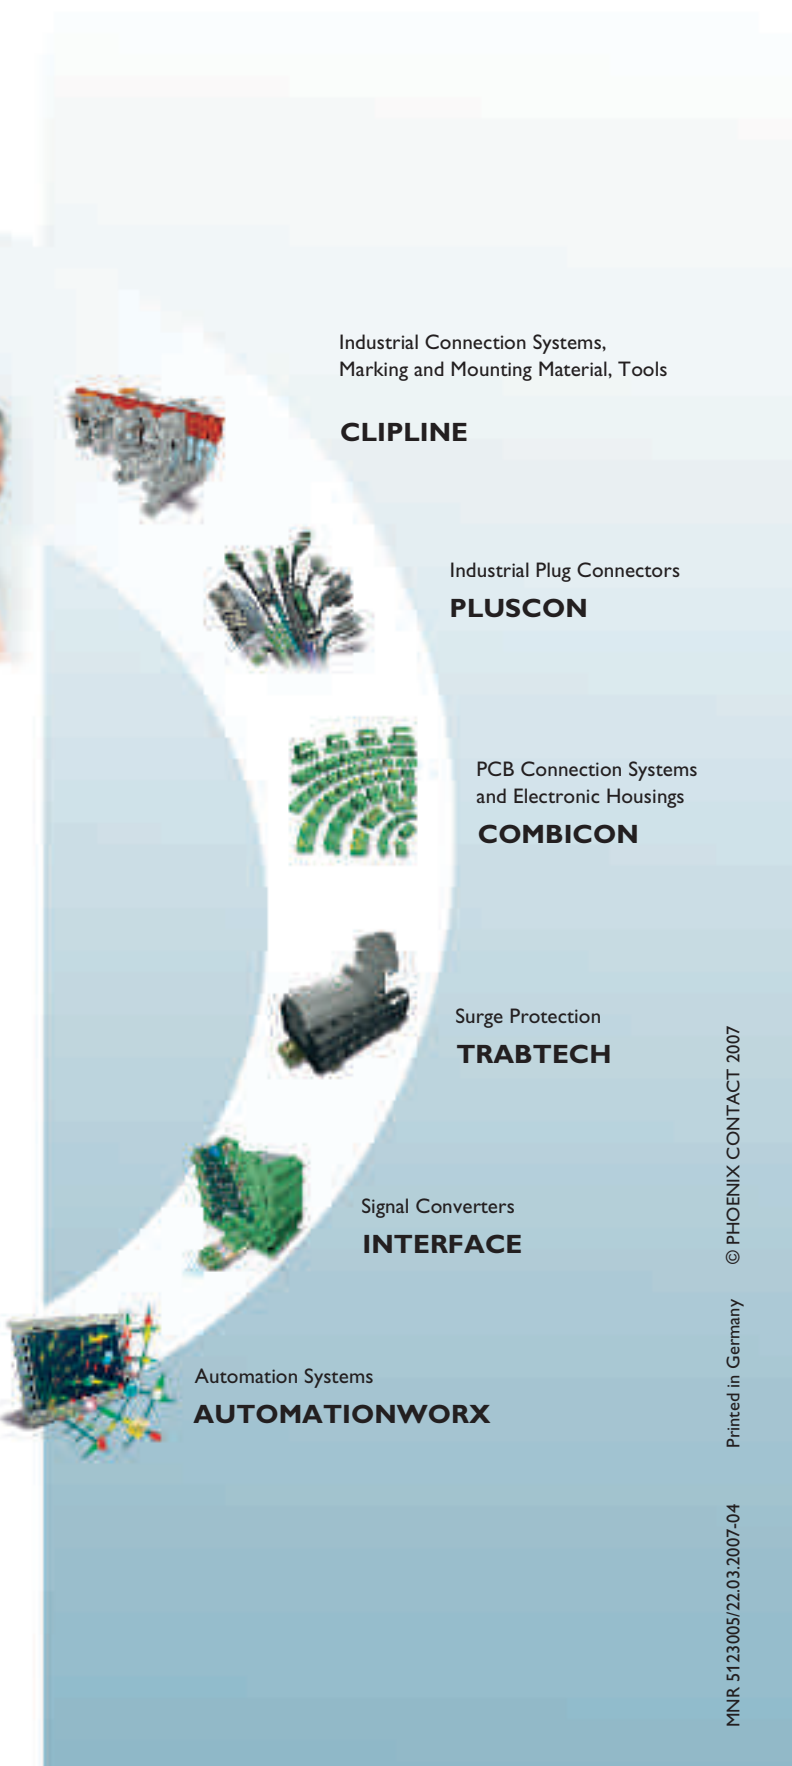 Industrial Connection Systems,
Marking and Mounting Material, Tools
CLIPLINE
Industrial Plug Connectors
PLUSCON
PCB Connection Systems
and Electronic Housings
COMBICON
Surge Protection
TRABTECH
Signal Converters
INTERFACE
Automation Systems
AUTOMATIONWORX
MNR 5123005/22.03.2007-04 Printed in Germany © PHOENIX CONTACT 2007